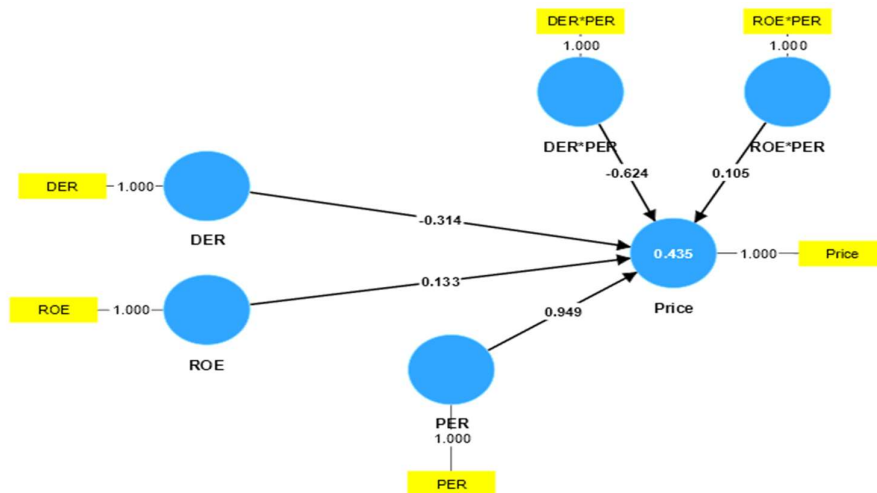 DER*PER
ROE*PER
1.000
1.000
DER*PER
ROE*PER
-0.624
0.105
DER
1.000
DER
-0.314
0.435
1.000
Price
Price
ROE
1.000
ROE
0.133
0.949
PER
1.000
PER